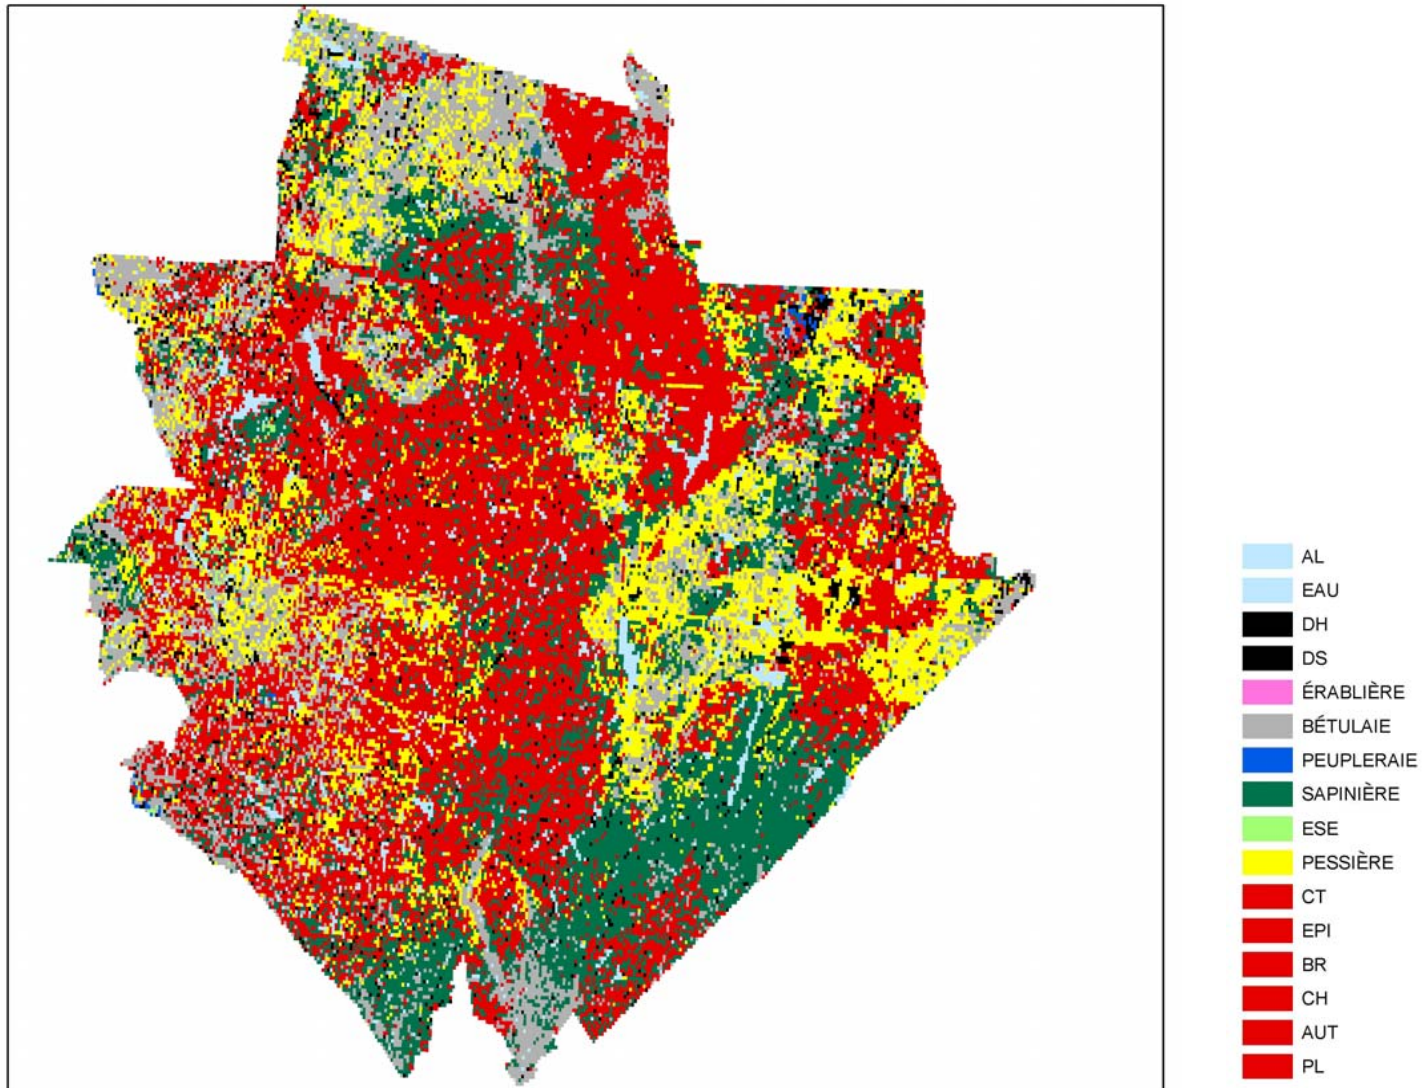 AL
EAU
DH
DS
ÉRABLIÈRE
BÉTULAIE
PEUPLERAIE
SAPINIÈRE
ESE
PESSIÈRE
CT
EPI
BR
CH
AUT
PL